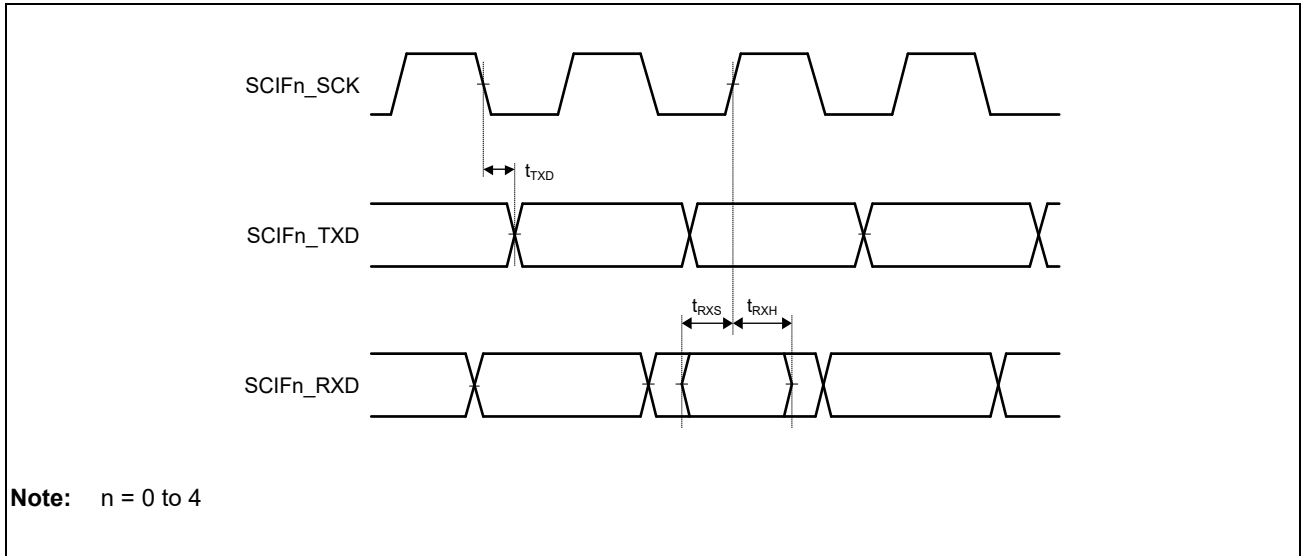 SCIFn_SCK
tTXD
SCIFn_TXD
tRXS tRXH
SCIFn_RXD
Note: n = 0 to 4